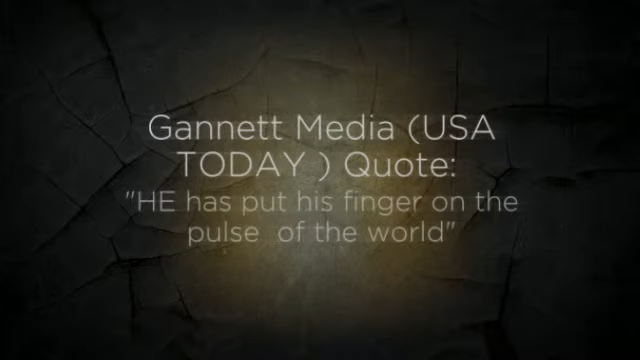 Gannett Media (USA
TODAY ) Quote:
"HE has put his finger on the
pulse  of the world"